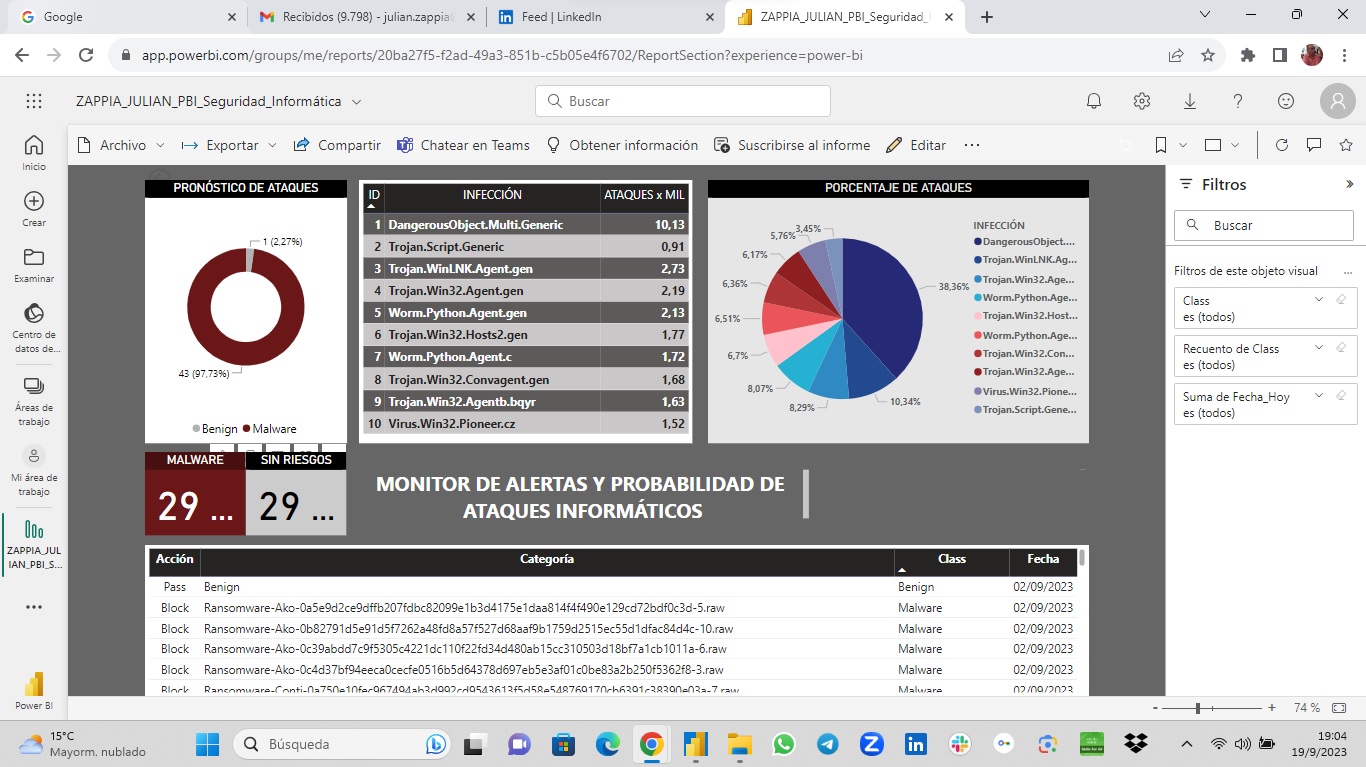 Google
Recibidos (9.798) - julian.zappia
Feed | LinkedIn
ZAPPIA_JULIAN_PBI_Seguridad_
app.powerbi.com/groups/me/reports/20ba27f5-f2ad-49a3-851b-c5b05e4f6702/ReportSection?experience=power-bi
ZAPPIA_JULIAN_PBI_Seguridad_Informática
Buscar
Archivo
Exportar
Compartir
Chatear en Teams
Obtener información
Suscribirse al informe
Editar
Inicio
Crear
Examinar
Centro de
datos de...
Áreas de
trabajo
Mi área de
trabajo
ZAPPIA_JUL
IAN_PBI_S...
Power BI
PRONÓSTICO DE ATAQUES
1 (2,27%)
43 (97,73%)
Benign Malware
ID INFECCIÓN ATAQUES x MIL
1 DangerousObject.Multi.Generic 10,13
2 Trojan.Script.Generic 0,91
3 Trojan.WinLNK.Agent.gen 2,73
4 Trojan.Win32.Agent.gen 2,19
5 Worm.Python.Agent.gen 2,13
6 Trojan.Win32.Hosts2.gen 1,77
7 Worm.Python.Agent.c 1,72
8 Trojan.Win32.Convagent.gen 1,68
9 Trojan.Win32.Agentb.bqyr 1,63
10 Virus.Win32.Pioneer.cz 1,52
PORCENTAJE DE ATAQUES
3,45%
5,76%
6,17%
6,36%
6,51%
6,7%
8,07%
8,29%
10,34%
38,36%
INFECCIÓN
DangerousObject....
Trojan.WinLNK.Ag...
Trojan.Win32.Age...
Worm.Python.Age...
Trojan.Win32.Host...
Worm.Python.Age...
Trojan.Win32.Con...
Trojan.Win32.Age...
Virus.Win32.Pione...
Trojan.Script.Gene...
MALWARE
29 ...
SIN RIESGOS
29 ...
MONITOR DE ALERTAS Y PROBABILIDAD DE
ATAQUES INFORMÁTICOS
Acción Categoría Class Fecha
Pass Benign Benign 02/09/2023
Block Ransomware-Ako-0a5e9d2ce9dffb207fdbc82099e1b3d4175e1daa814f4f490e129cd72bdf0c3d-5.raw Malware 02/09/2023
Block Ransomware-Ako-0b82791d5e91d5f7262a48fd8a57f527d68aaf9b1759d2515ec55d1dfac84d4c-10.raw Malware 02/09/2023
Block Ransomware-Ako-0c39abdd7c9f5305c4221dc110f22fd34d480ab15cc310503d18bf7a1cb1011a-6.raw Malware 02/09/2023
Block Ransomware-Ako-0c4d37bf94eeca0cecfe0516b5d64378d697eb5e3af01c0be83a2b250f5362f8-3.raw Malware 02/09/2023
Block Ransomware-Conti-0a750e10fec967494ab3d992cd9543613f5d58e548769170cb6391c38390e03a-7.raw Malware 02/09/2023
Filtros
Buscar
Filtros de este objeto visual
Class
es (todos)
Recuento de Class
es (todos)
Suma de Fecha_Hoy
es (todos)
74 %
15°C
Mayorm. nublado
Búsqueda
19:04
19/9/2023